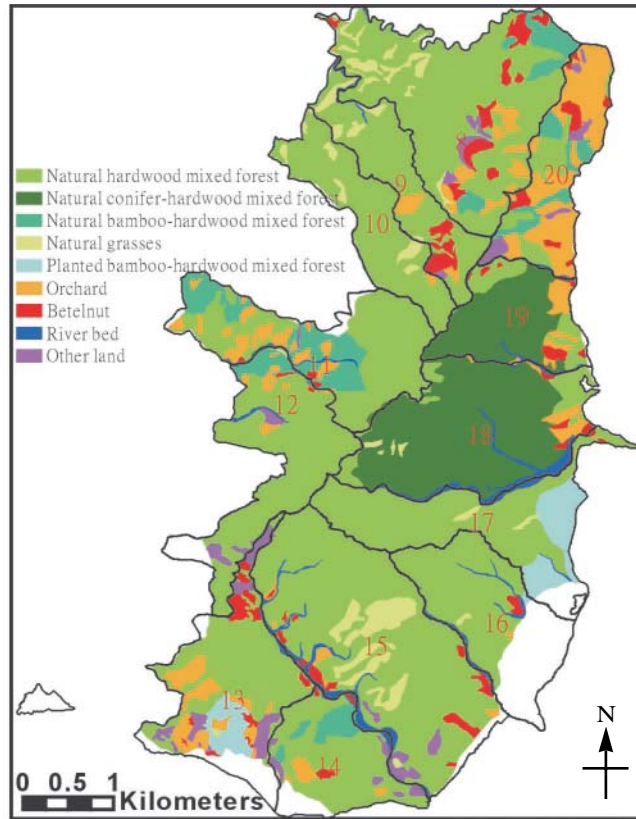 8
9
20
10
Natural hardwood mixed forest
Natural conifer-hardwood mixed forest
Natural bamboo-hardwood mixed forest
Natural grasses
Planted bamboo-hardwood mixed forest
Orchard
Betelnut
River bed
Other land
19
11
12
18
17
16
15
13
14
N
0 0.5 1
Kilometers